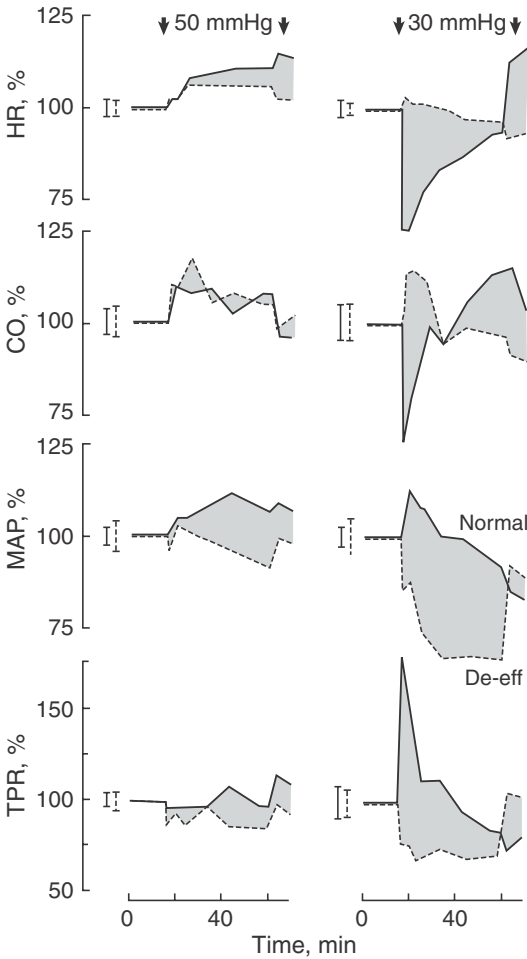 50 mmHg
30 mmHg
125
HR, %
100
75
125
CO, %
100
75
125
MAP, %
100
Normal
75
De-eff
150
TPR, %
100
50
0
40
0
40
Time, min